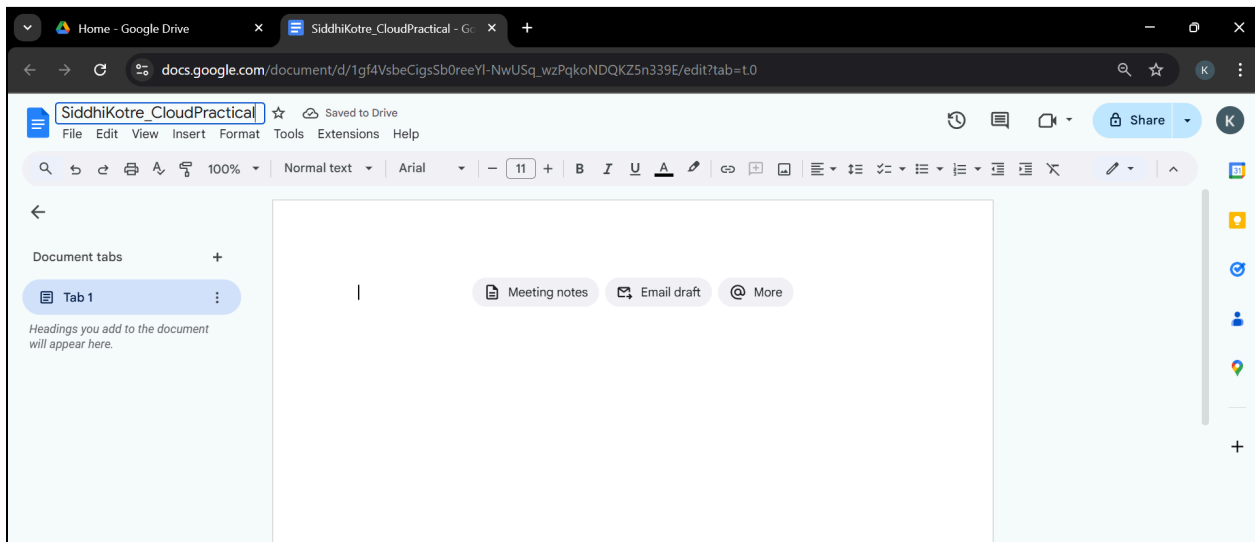 Home - Google Drive
SiddhiKotre_CloudPractical - Go
docs.google.com/document/d/1gf4VsbeCigsSb0reeYl-NwUSq_wzPqkoNDQKZ5n339E/edit?tab=t.0
K
SiddhiKotre_CloudPractical
Saved to Drive
File Edit View Insert Format Tools Extensions Help
Share
K
100%
Normal text
Arial
11
B I U A
31
Document tabs
Tab 1
Headings you add to the document
will appear here.
Meeting notes
Email draft
More